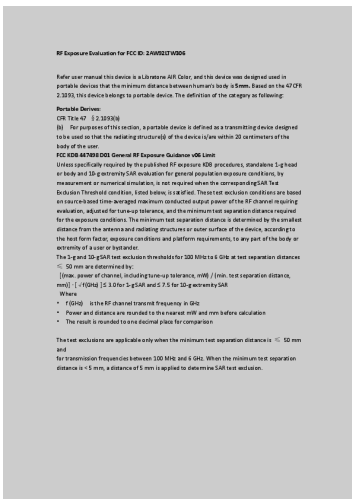 RF Exposure Evaluation for FCC ID: 2AW92LTW306
Refer user manual this device is a Libratone AIR Color, and this device was designed used in
portable devices that the minimum distance between human's body is 5mm. Based on the 47CFR
2.1093, this device belongs to portable device. The definition of the category as following:
Portable Derives:
CFR Title 47 § 2.1093(a)
(a) For purposes of this section, a portable device is defined as a transmitting device designed
to be used so that the radiating structure(s) of the device is/are within 20 centimeters of the
body of the user.
FCC KDB 447498 D01 General RF Exposure Guidance v06 Limit
Unless specifically required by the published RF exposure KDB procedures, standalone 1-g head
or body and 10-g extremity SAR evaluation for general population exposure conditions, by
measurement or numerical simulation, is not required when the corresponding SAR Test
Exclusion Threshold condition, listed below, is satisfied. These test exclusion conditions are based
on source-based time-averaged maximum conducted output power of the RF channel requiring
evaluation, adjusted for tune-up tolerance, and the minimum test separation distance required
for the exposure conditions. The minimum test separation distance is determined by the smallest
distance from the antenna and radiating structures or outer surface of the device, according to
the host form factor, exposure conditions and platform requirements, to any part of the body or
extremity of a user or bystander.
The 1-g and 10-g SAR test exclusion thresholds for 100 MHz to 6 GHz at test separation distances
≤ 50 mm are determined by:
[(max. power of channel, including tune-up tolerance, mW) / (min. test separation distance,
mm)] · [√f(GHz)] ≤ 3.0 for 1-g SAR and ≤ 7.5 for 10-g extremity SAR
Where
• f (GHz) is the RF channel transmit frequency in GHz
• Power and distance are rounded to the nearest mW and mm before calculation
• The result is rounded to one decimal place for comparison
The test exclusions are applicable only when the minimum test separation distance is ≤ 50 mm
and
for transmission frequencies between 100 MHz and 6 GHz. When the minimum test separation
distance is < 5 mm, a distance of 5 mm is applied to determine SAR test exclusion.